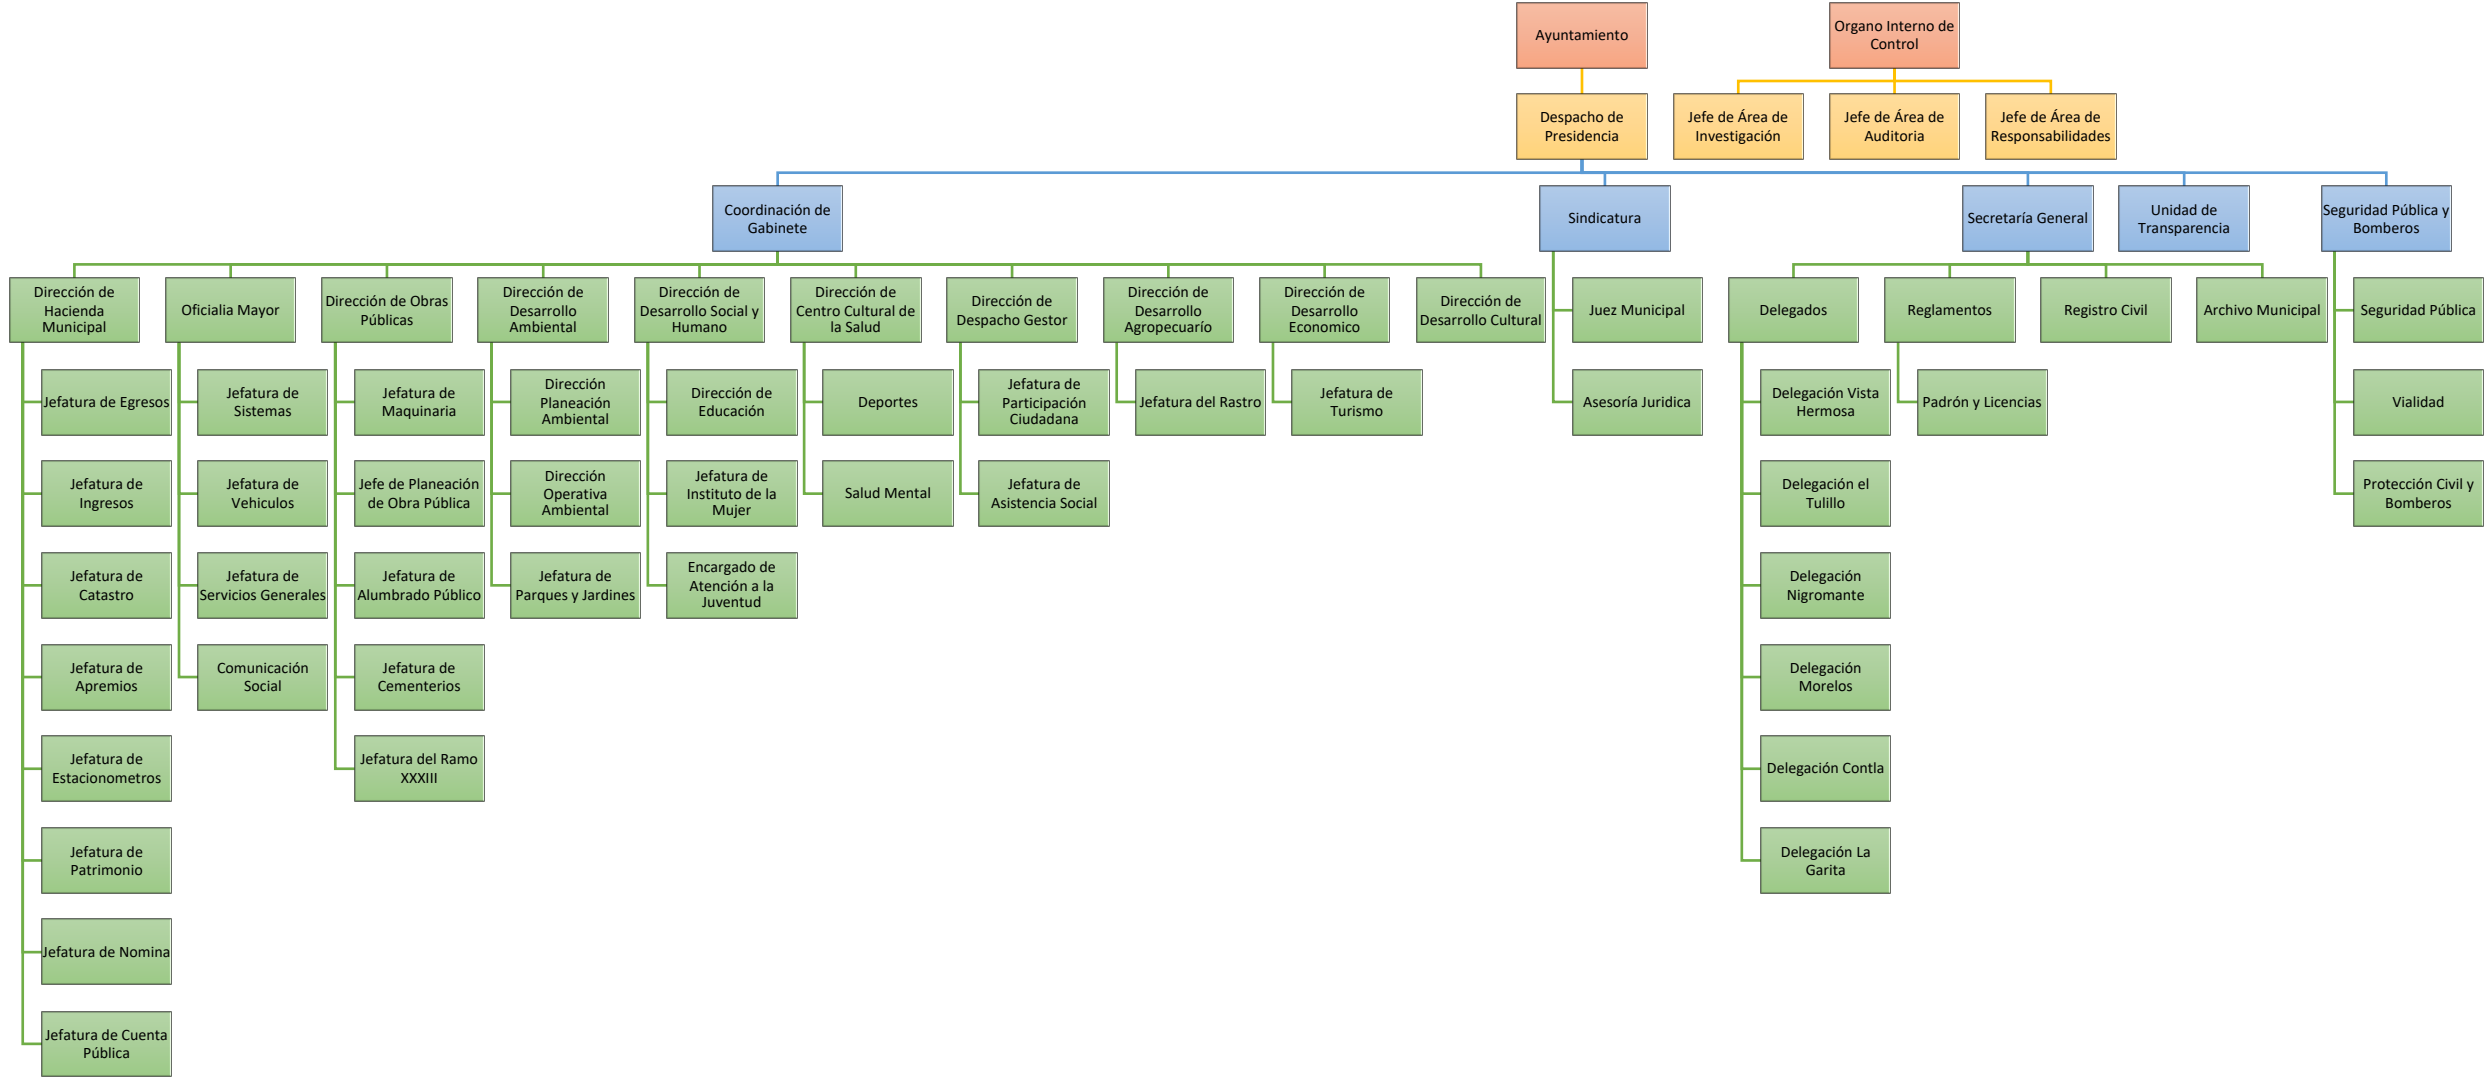 Ayuntamiento
Organo Interno de
Control
Despacho de
Presidencia
Jefe de Área de
Investigación
Jefe de Área de
Auditoria
Jefe de Área de
Responsabilidades
Coordinación de
Gabinete
Sindicatura
Secretaría General
Unidad de
Transparencia
Seguridad Pública y
Bomberos
Dirección de
Hacienda
Municipal
Oficialia Mayor
Dirección de Obras
Públicas
Dirección de
Desarrollo
Ambiental
Dirección de
Desarrollo Social y
Humano
Dirección de
Centro Cultural de
la Salud
Dirección de
Despacho Gestor
Dirección de
Desarrollo
Agropecuarío
Dirección de
Desarrollo
Economico
Dirección de
Desarrollo Cultural
Juez Municipal
Delegados
Reglamentos
Registro Civil
Archivo Municipal
Seguridad Pública
Jefatura de Egresos
Jefatura de
Sistemas
Jefatura de
Maquinaria
Dirección
Planeación
Ambiental
Dirección de
Educación
Deportes
Jefatura de
Participación
Ciudadana
Jefatura del Rastro
Jefatura de
Turismo
Asesoría Juridica
Delegación Vista
Hermosa
Padrón y Licencias
Vialidad
Jefatura de
Ingresos
Jefatura de
Vehiculos
Jefe de Planeación
de Obra Pública
Dirección
Operativa
Ambiental
Jefatura de
Instituto de la
Mujer
Salud Mental
Jefatura de
Asistencia Social
Delegación el
Tulillo
Protección Civil y
Bomberos
Jefatura de
Catastro
Jefatura de
Servicios Generales
Jefatura de
Alumbrado Público
Jefatura de
Parques y Jardines
Encargado de
Atención a la
Juventud
Delegación
Nigromante
Jefatura de
Apremios
Comunicación
Social
Jefatura de
Cementerios
Delegación
Morelos
Jefatura de
Estacionometros
Jefatura del Ramo
XXXIII
Delegación Contla
Jefatura de
Patrimonio
Delegación La
Garita
Jefatura de Nomina
Jefatura de Cuenta
Pública